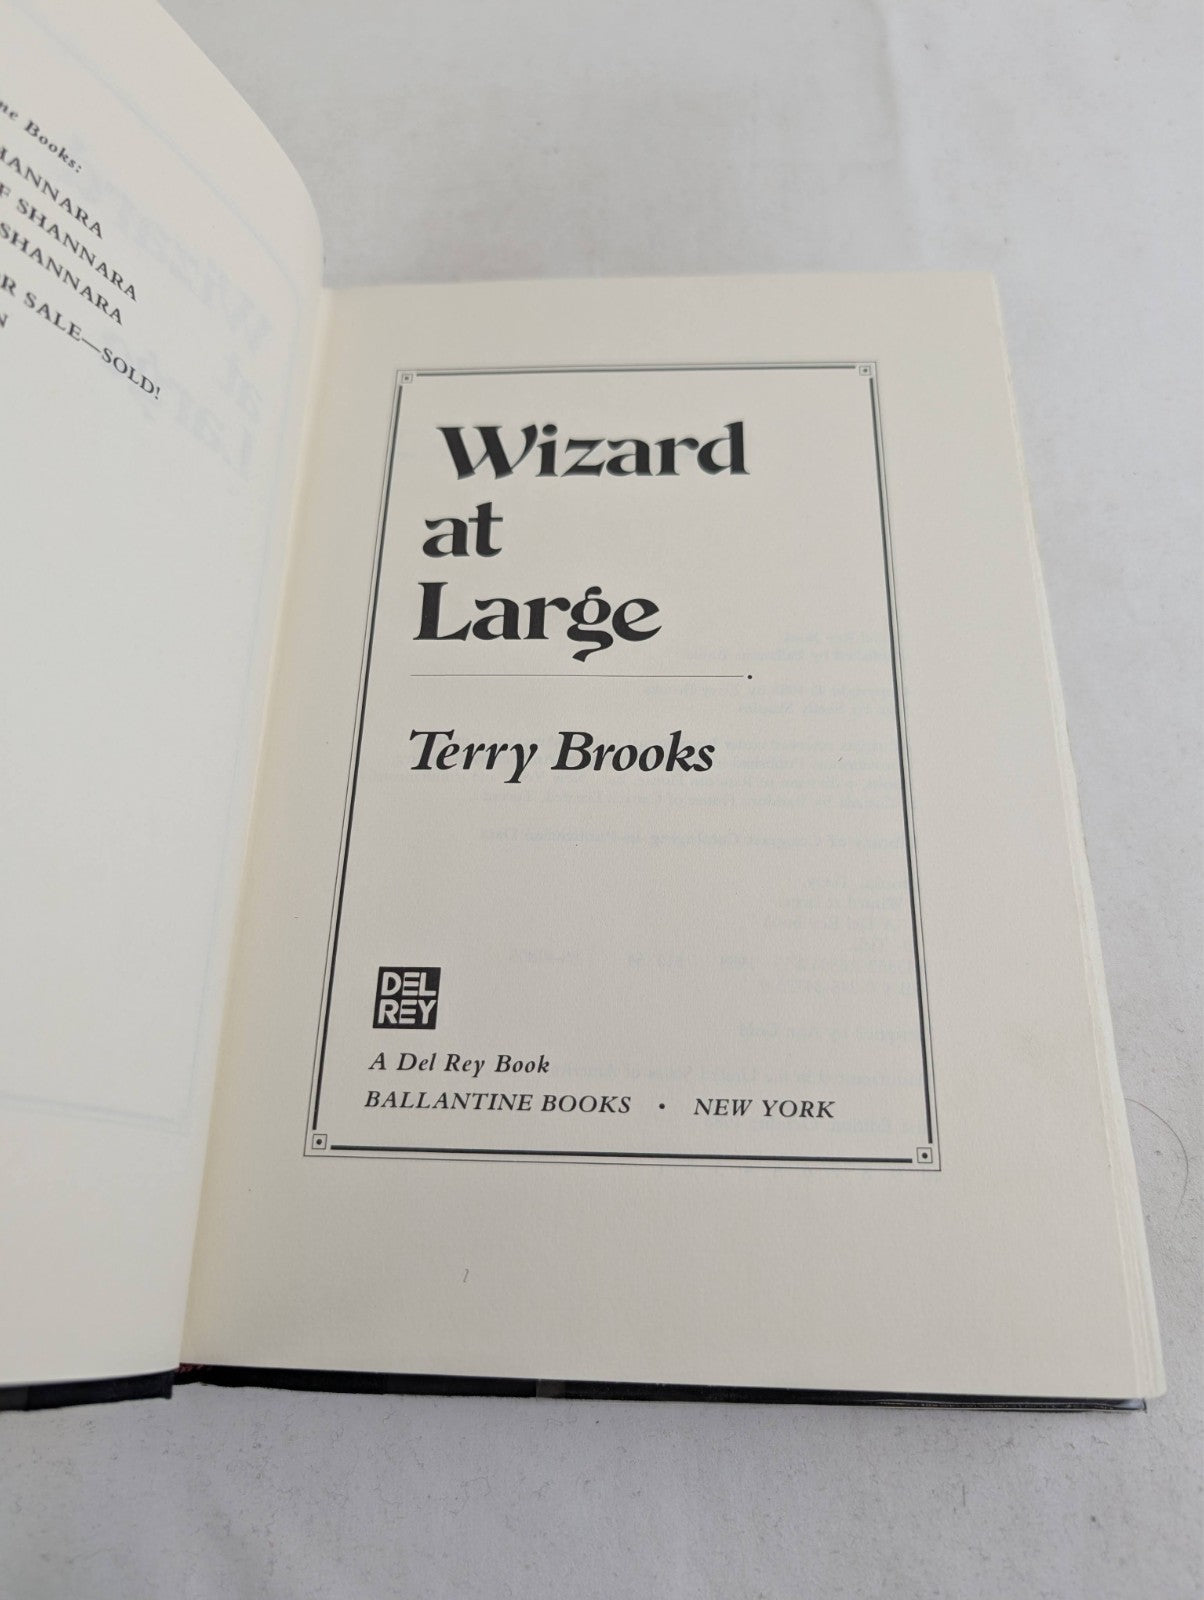 ne Books:
HANNARA
F SHANNARA
SHANNARA
R SALE—SOLD!
N
Wizard
at
Large
Terry Brooks
DEL
REY
A Del Rey Book
BALLANTINE BOOKS • NEW YORK